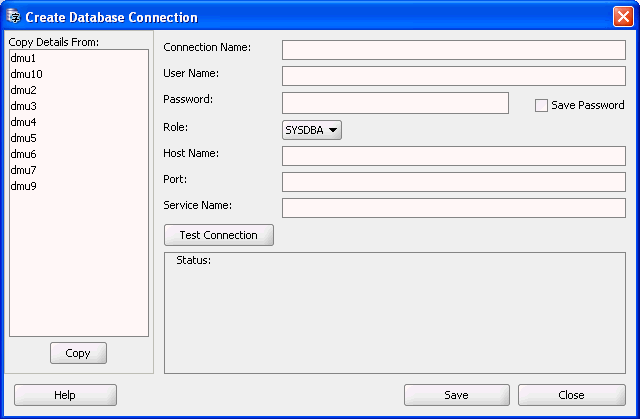 Create Database Connection
Copy Details From:
dmu1
dmu10
dmu2
dmu3
dmu4
dmu5
dmu6
dmu7
dmu9
Copy
Connection Name:
User Name:
Password:
Save Password
Role:
SYSDBA
Host Name:
Port:
Service Name:
Test Connection
Status:
Help
Save
Close